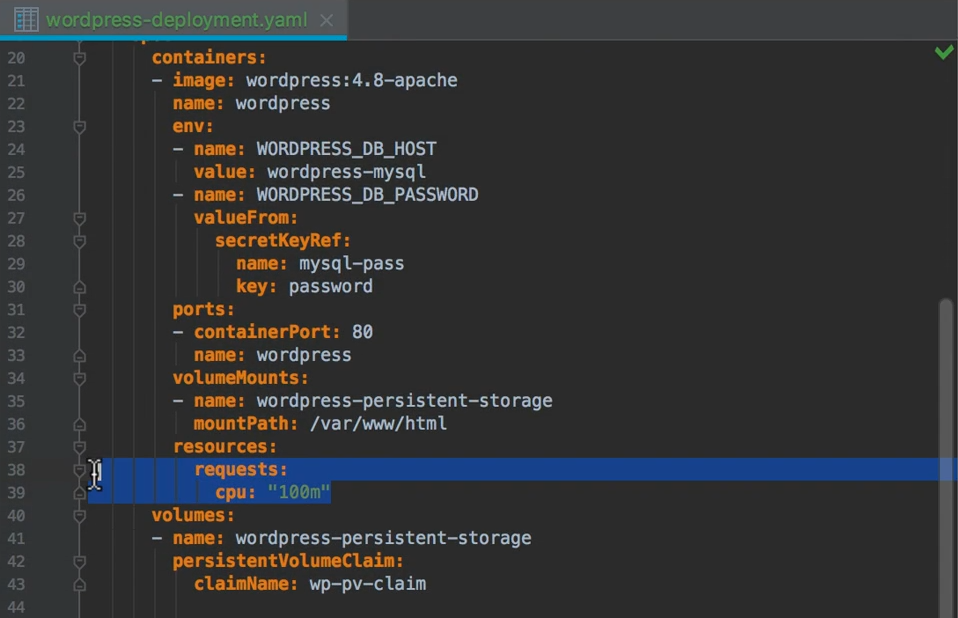 wordpress-deployment.yaml
20 containers:
21 - image: wordpress:4.8-apache
22 name: wordpress
23 env:
24 - name: WORDPRESS_DB_HOST
25 value: wordpress-mysql
26 - name: WORDPRESS_DB_PASSWORD
27 valueFrom:
28 secretKeyRef:
29 name: mysql-pass
30 key: password
31 ports:
32 - containerPort: 80
33 name: wordpress
34 volumeMounts:
35 - name: wordpress-persistent-storage
36 mountPath: /var/www/html
37 resources:
38 requests:
39 cpu: "100m"
40 volumes:
41 - name: wordpress-persistent-storage
42 persistentVolumeClaim:
43 claimName: wp-pv-claim
44